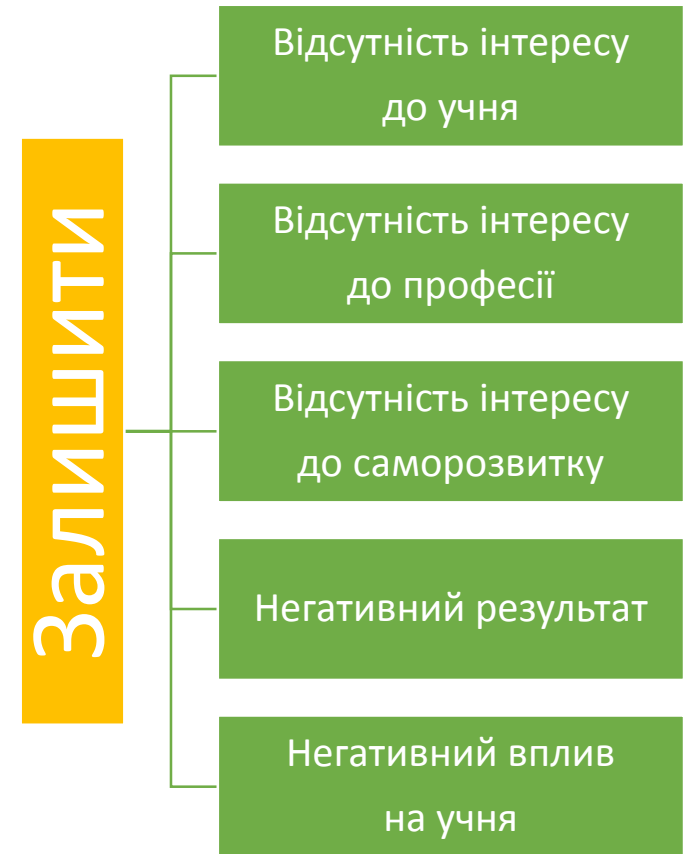 Залишити
Відсутність інтересу
до учня
Відсутність інтересу
до професії
Відсутність інтересу
до саморозвитку
Негативний результат
Негативний вплив
на учня